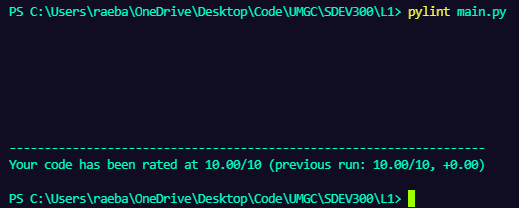 PS C:\Users\raeba\OneDrive\Desktop\Code\UMGC\SDEV300\L1> pylint main.py
--------------------------------------------------------------------
Your code has been rated at 10.00/10 (previous run: 10.00/10, +0.00)
PS C:\Users\raeba\OneDrive\Desktop\Code\UMGC\SDEV300\L1>